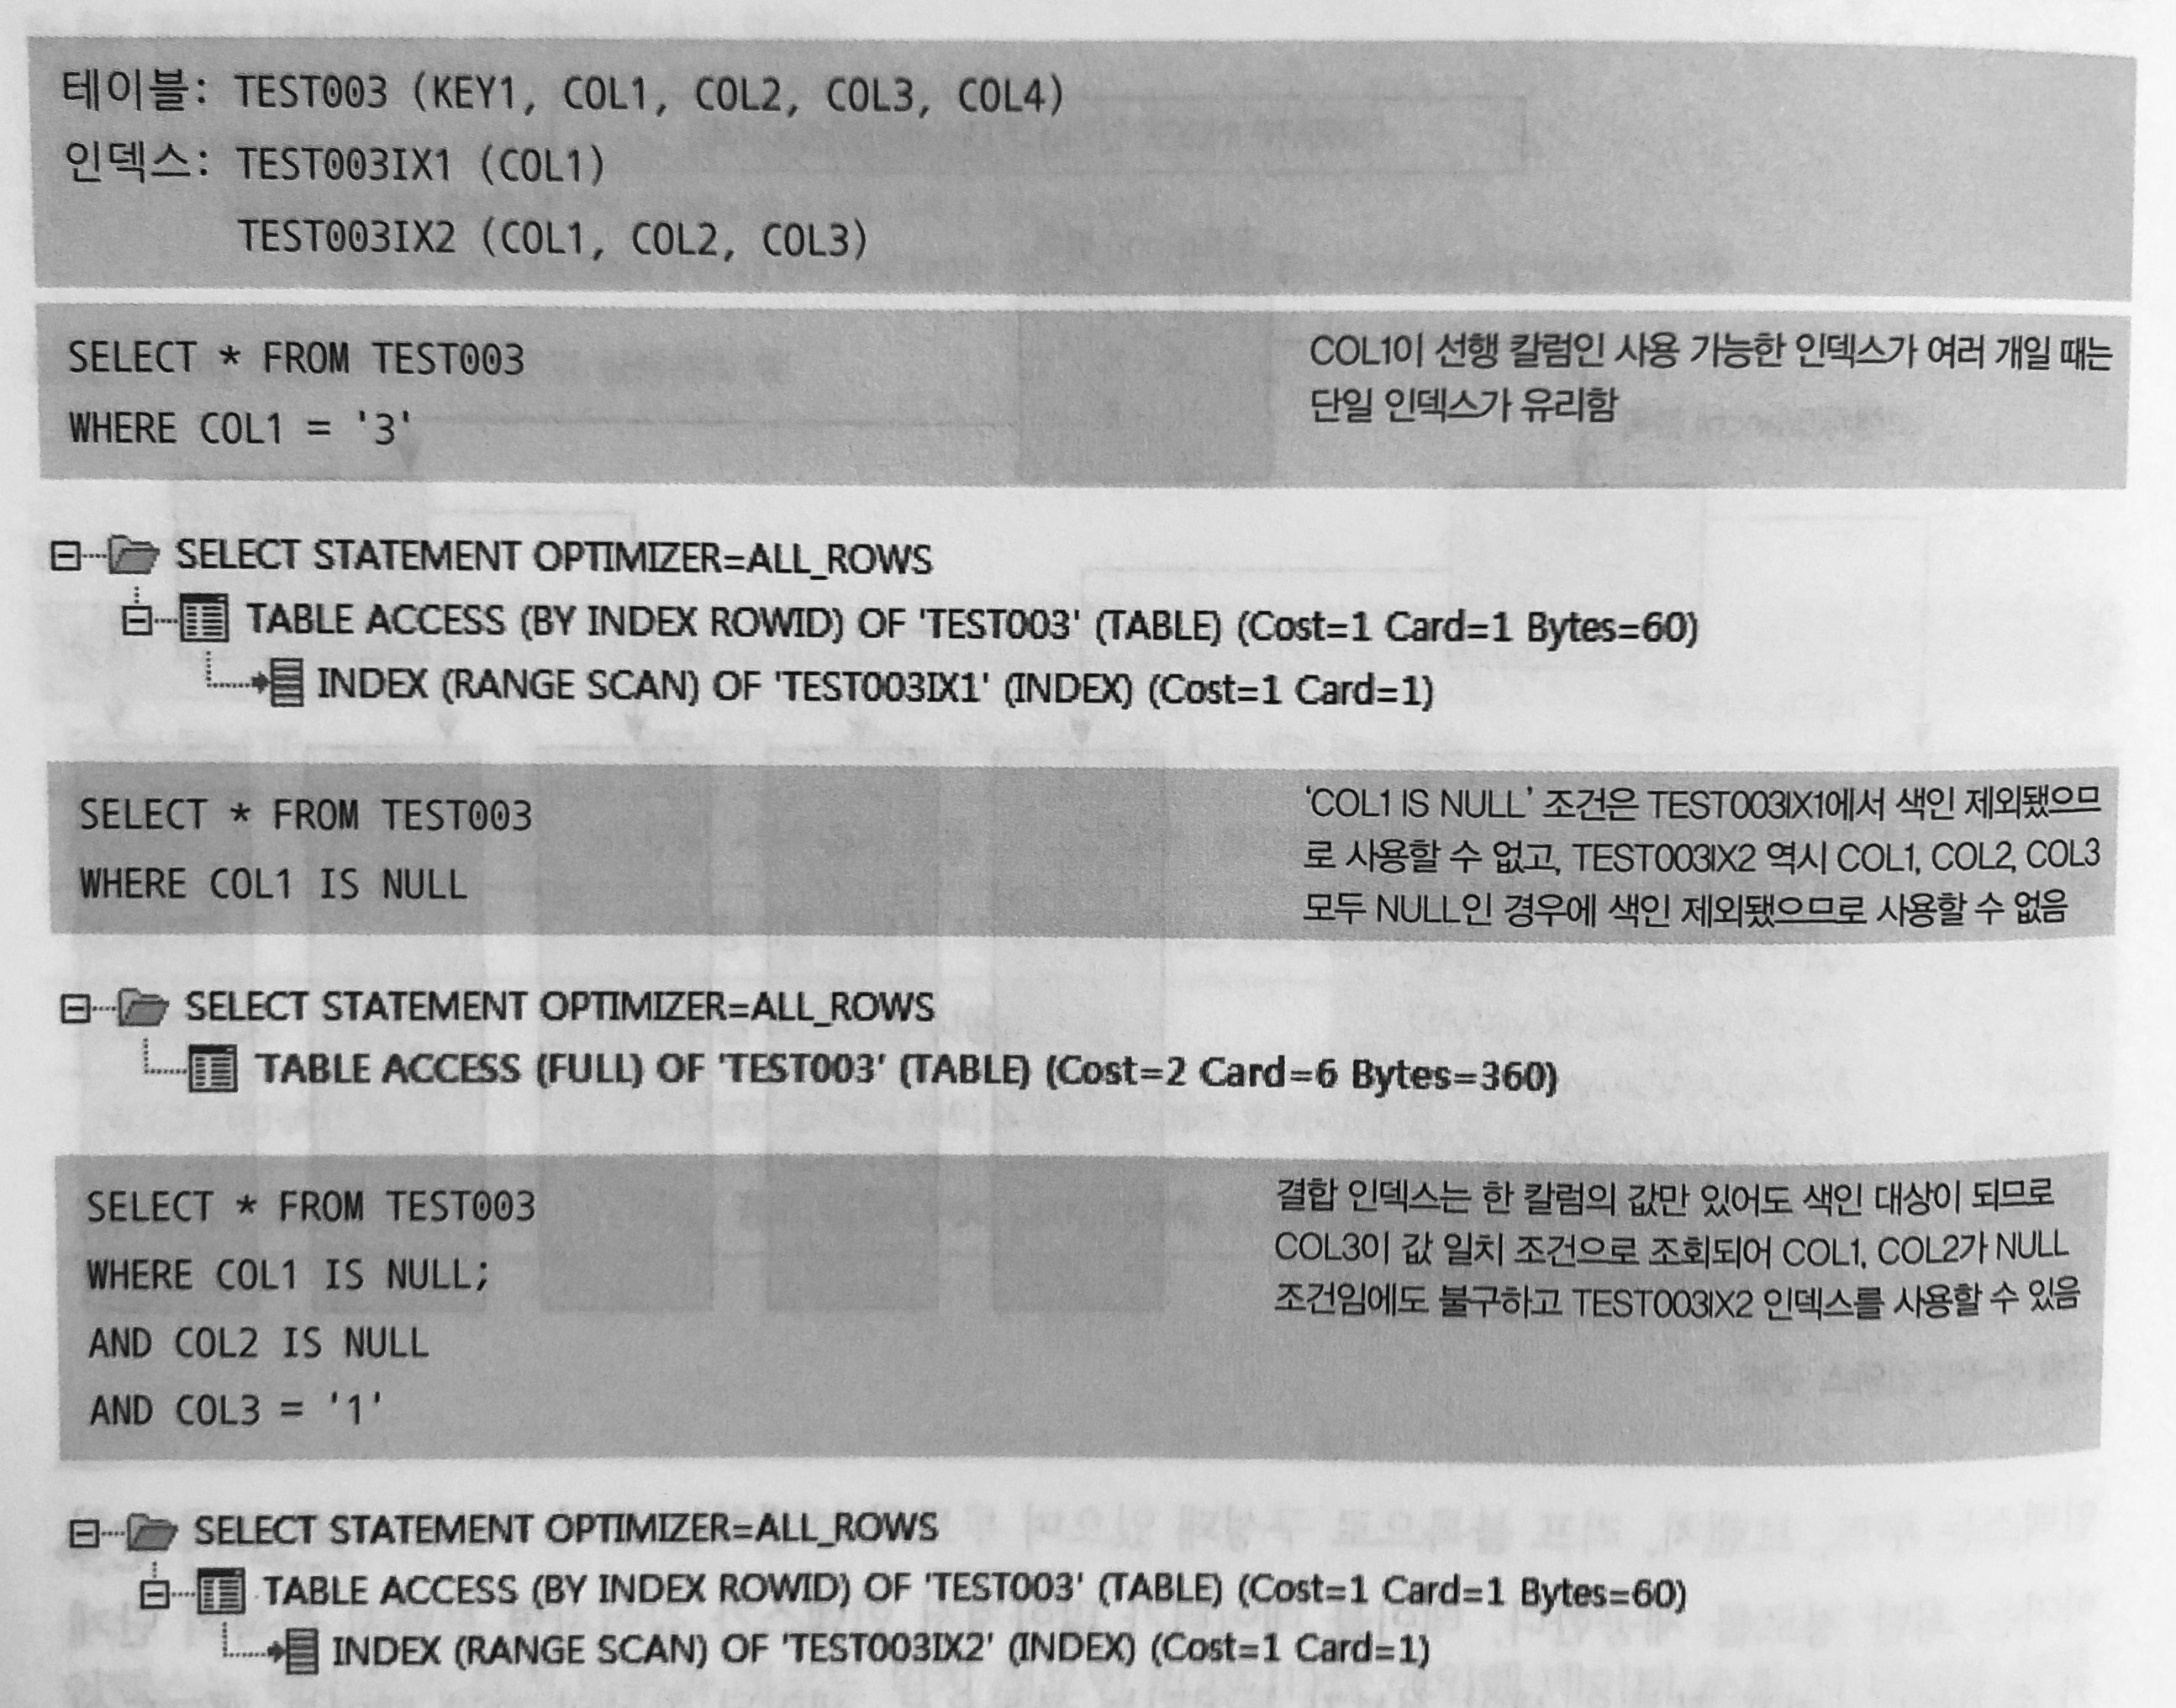 테이블: TEST003 (KEY1, COL1, COL2, COL3, COL4)
인덱스: TEST003IX1 (COL1)
TEST003IX2 (COL1, COL2, COL3)
SELECT * FROM TEST003
WHERE COL1 = '3'
COL1이 선행 칼럼인 사용 가능한 인덱스가 여러 개일 때는
단일 인덱스가 유리함
SELECT STATEMENT OPTIMIZER=ALL_ROWS
TABLE ACCESS (BY INDEX ROWID) OF 'TEST003' (TABLE) (Cost=1 Card=1 Bytes=60)
INDEX (RANGE SCAN) OF 'TEST003IX1' (INDEX) (Cost=1 Card=1)
SELECT * FROM TEST003
WHERE COL1 IS NULL
'COL1 IS NULL' 조건은 TEST003IX1에서 색인 제외됐으므
로 사용할 수 없고, TEST003IX2 역시 COL1, COL2, COL3
모두 NULL인 경우에 색인 제외됐으므로 사용할 수 없음
SELECT STATEMENT OPTIMIZER=ALL_ROWS
TABLE ACCESS (FULL) OF 'TEST003' (TABLE) (Cost=2 Card=6 Bytes=360)
SELECT * FROM TEST003
WHERE COL1 IS NULL;
AND COL2 IS NULL
AND COL3 = '1'
결합 인덱스는 한 칼럼의 값만 있어도 색인 대상이 되므로
COL3이 값 일치 조건으로 조회되어 COL1, COL2가 NULL
조건임에도 불구하고 TEST003IX2 인덱스를 사용할 수 있음
SELECT STATEMENT OPTIMIZER=ALL_ROWS
TABLE ACCESS (BY INDEX ROWID) OF 'TEST003' (TABLE) (Cost=1 Card=1 Bytes=60)
INDEX (RANGE SCAN) OF 'TEST003IX2' (INDEX) (Cost=1 Card=1)